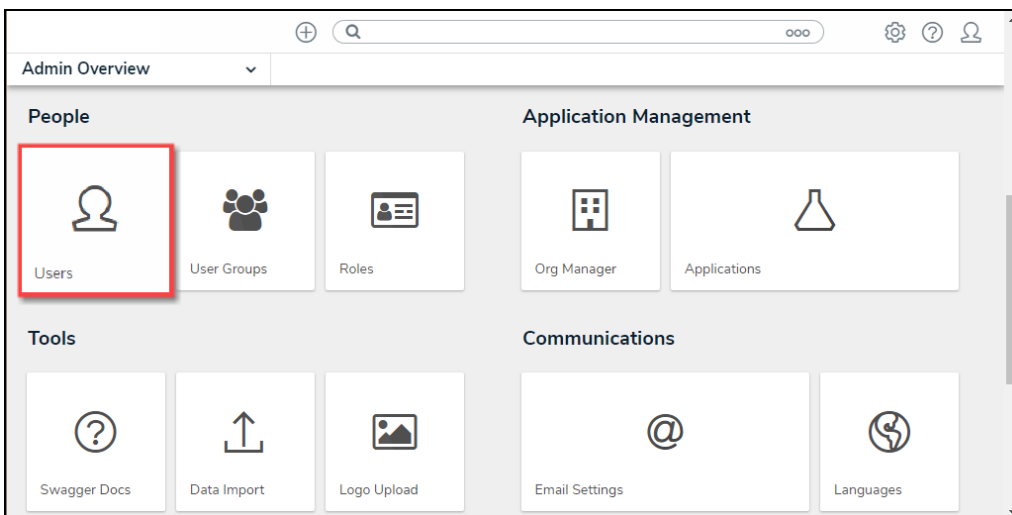 Admin Overview
People
Application Management
Users
User Groups
Roles
Org Manager
Applications
Tools
Communications
Swagger Docs
Data Import
Logo Upload
Email Settings
Languages